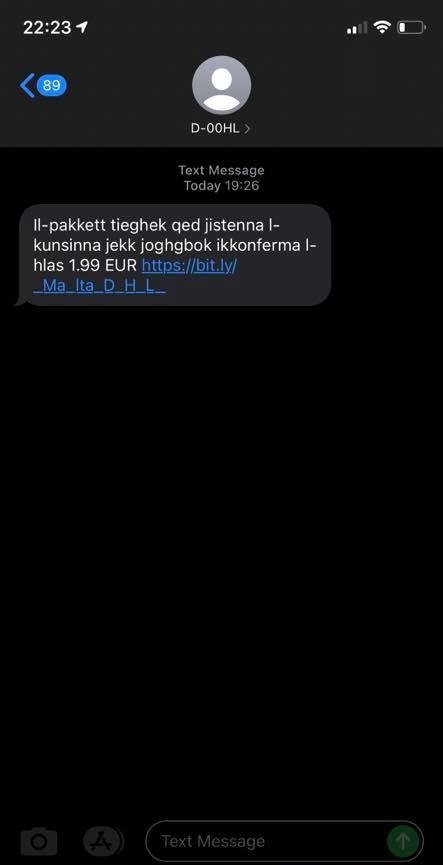 22:23
89
D-00HL >
Text Message
Today 19:26
Il-pakkett tieghek qed jistenna l-
kunsinna jekk joghgbok ikkonferma l-
hlas 1.99 EUR https://bit.ly/
_Ma_lta_D_H_L_
Text Message